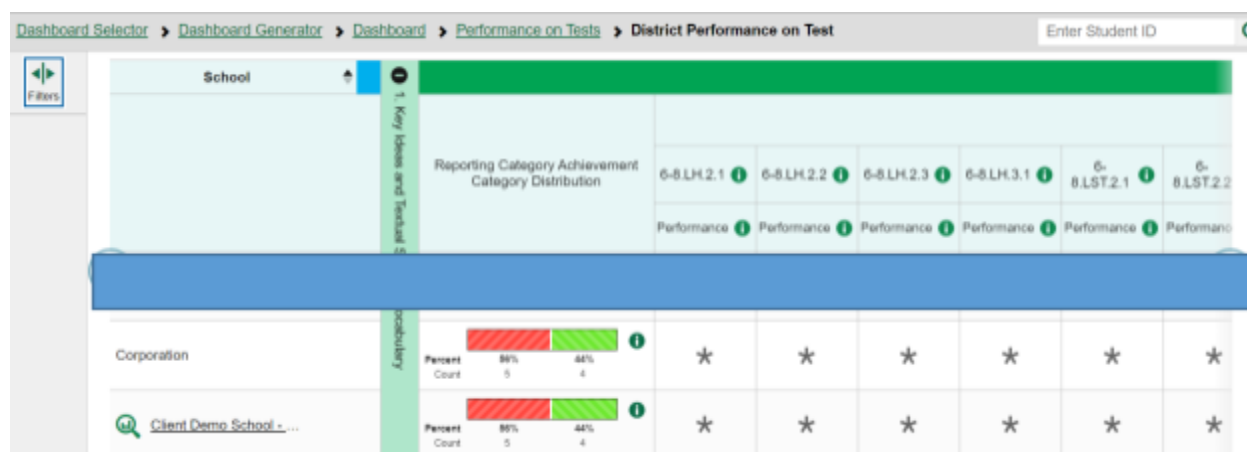 Dashboard Selector > Dashboard Generator > Dashboard > Performance on Tests > District Performance on Test
Enter Student ID
Filters
School
1. Key Ideas and Textual S
ocabulary
Reporting Category Achievement
Category Distribution
6-8.LH.2.1
6-8.LH.2.2
6-8.LH.2.3
6-8.LH.3.1
6-
8.LST.2.1
6-
8.LST.2.2
Performance
Performance
Performance
Performance
Performance
Performanc
Corporation
Percent 56% 44%
Count 5 4
* * * * * *
Client Demo School - ...
Percent 56% 44%
Count 5 4
* * * * * *